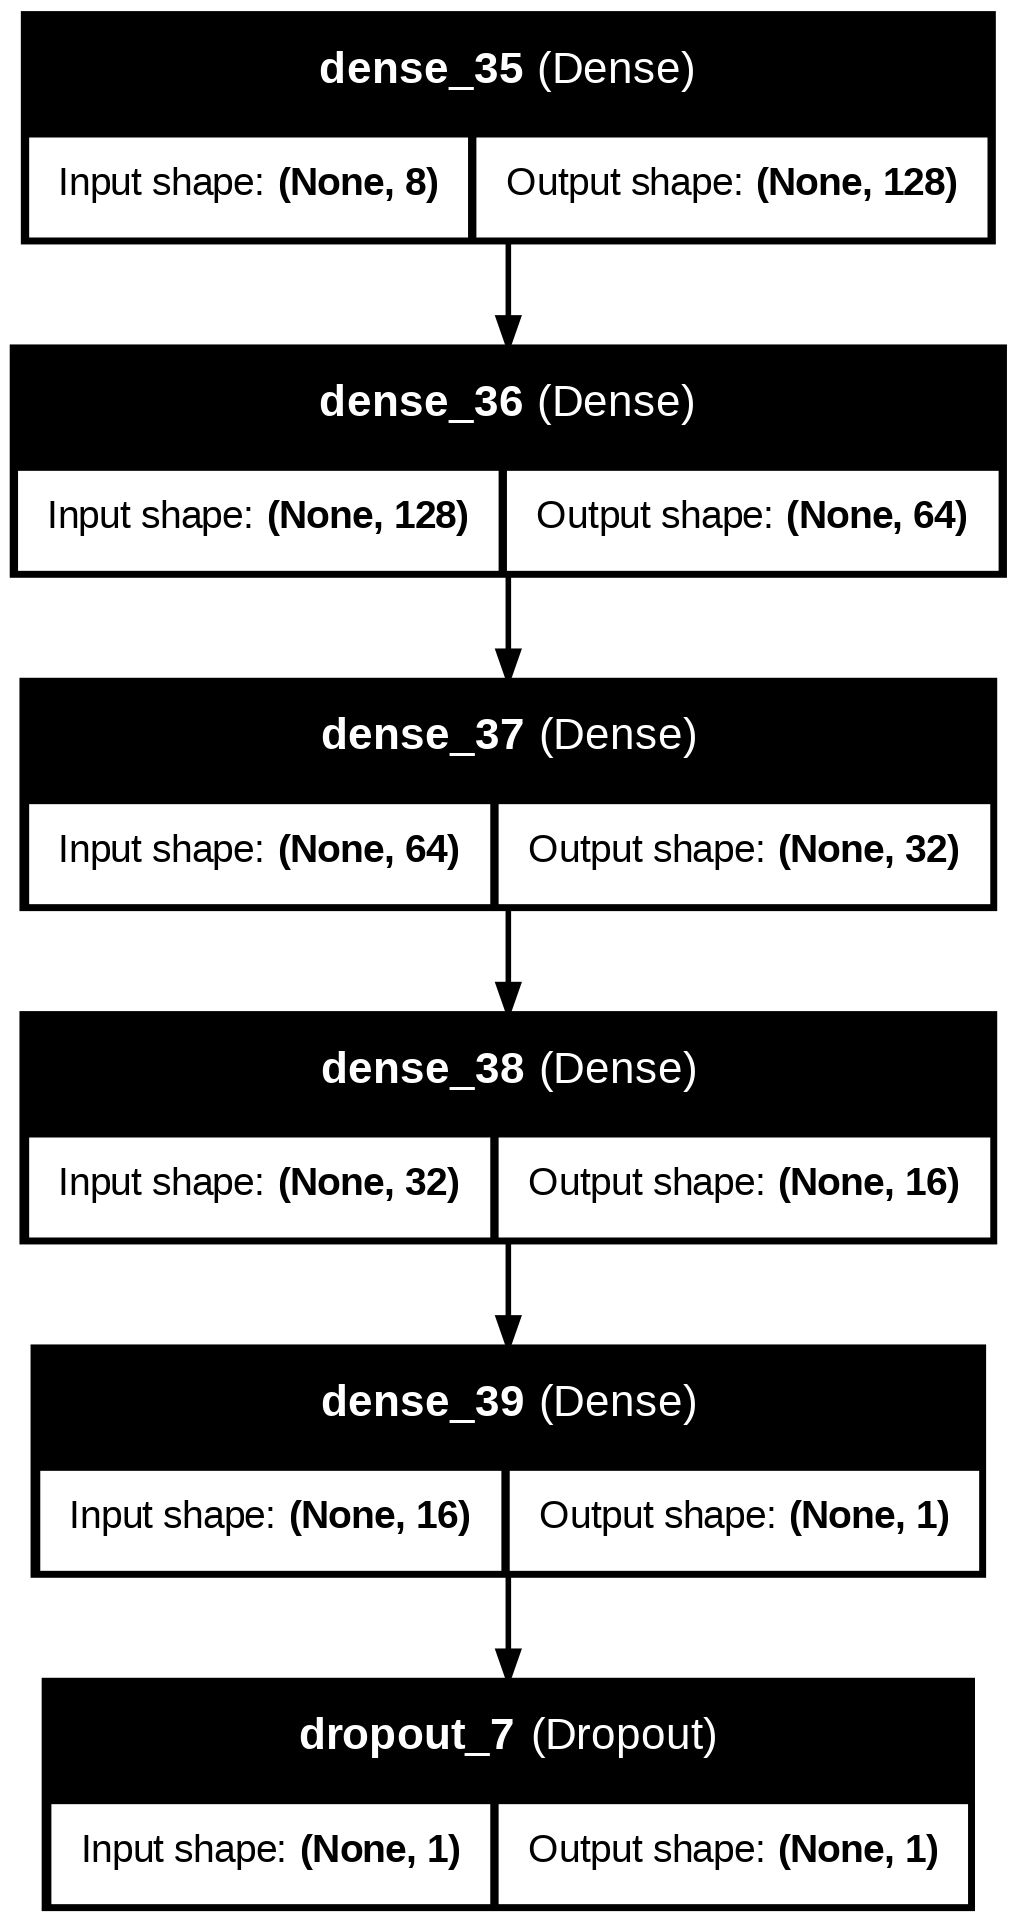 dense_35 (Dense)
Input shape: (None, 8) Output shape: (None, 128)
dense_36 (Dense)
Input shape: (None, 128) Output shape: (None, 64)
dense_37 (Dense)
Input shape: (None, 64) Output shape: (None, 32)
dense_38 (Dense)
Input shape: (None, 32) Output shape: (None, 16)
dense_39 (Dense)
Input shape: (None, 16) Output shape: (None, 1)
dropout_7 (Dropout)
Input shape: (None, 1) Output shape: (None, 1)